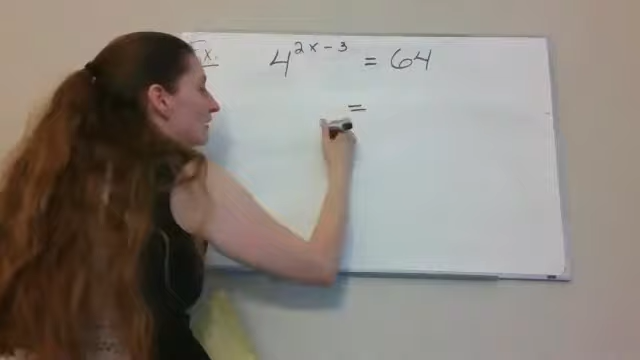 Ex. 4^{2x-3} = 64
=